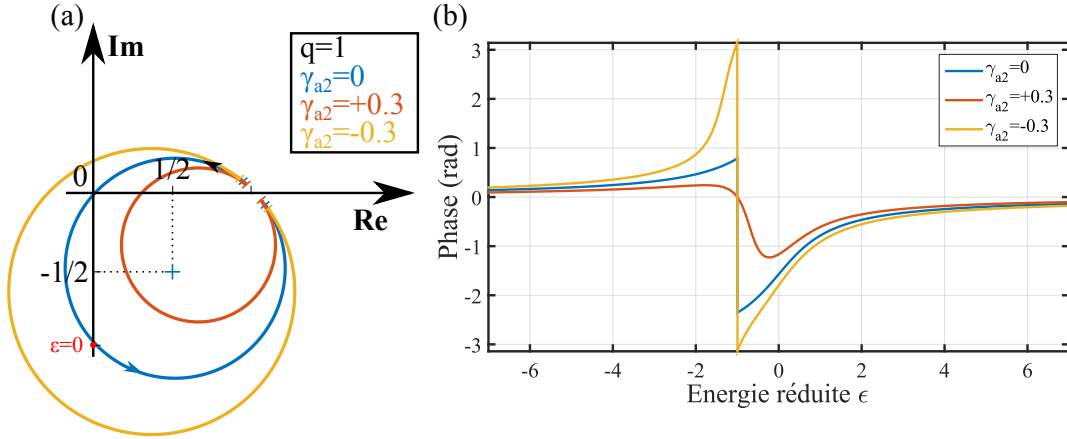 (a)
Im
q=1
γa2=0
γa2=+0.3
γa2=-0.3
0
1/2
Re
-1/2
ε=0
(b)
Phase (rad)
3
2
1
0
-1
-2
-3
-6
-4
-2
0
2
4
6
Energie réduite ϵ
γa2=0
γa2=+0.3
γa2=-0.3